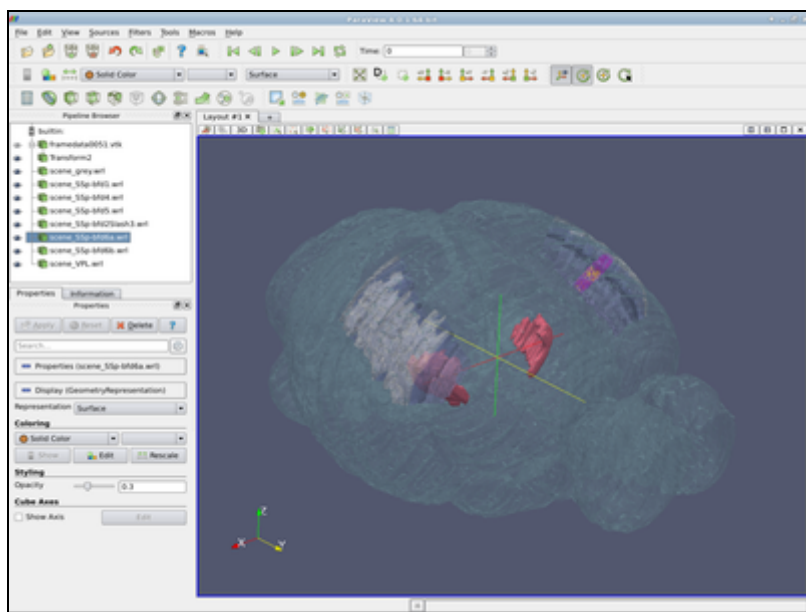 File Edit View Sources Filters Tools Macros Help
Time: 0
Solid Color
Surface
Pipeline Browser
Layout #1
builtin:
framedata0051.vtk
Transform2
scene_grey.wrl
scene_SSp-bfd1.wrl
scene_SSp-bfd4.wrl
scene_SSp-bfd5.wrl
scene_SSp-bfd2Slash3.wrl
scene_SSp-bfd6a.wrl
scene_SSp-bfd6b.wrl
scene_VPL.wrl
3D
Properties Information
Properties
Apply Reset Delete ?
Search...
Properties (scene_SSp-bfd6a.wrl)
Display (GeometryRepresentation)
Representation Surface
Coloring
Solid Color
Show Edit Rescale
Styling
Opacity 0.3
Cube Axes
Show Axis Edit
Z
X
Y